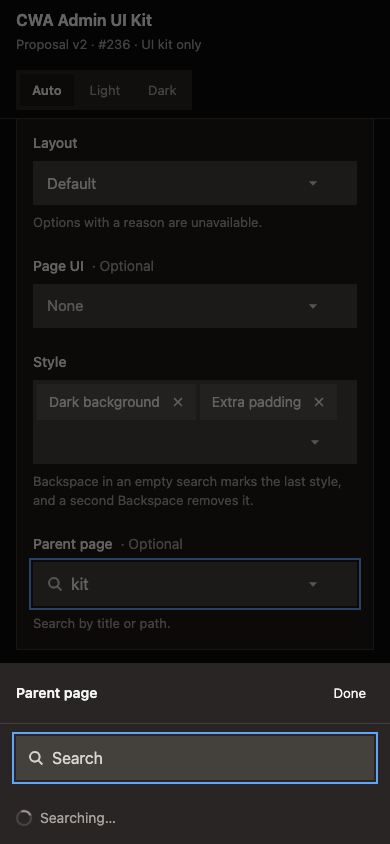 CWA Admin UI Kit
Proposal v2 · #236 · UI kit only
Auto Light Dark
Layout
Default
Options with a reason are unavailable.
Page UI · Optional
None
Style
Dark background × Extra padding ×
Backspace in an empty search marks the last style,
and a second Backspace removes it.
Parent page · Optional
kit
Search by title or path.
Parent page Done
Search
Searching...